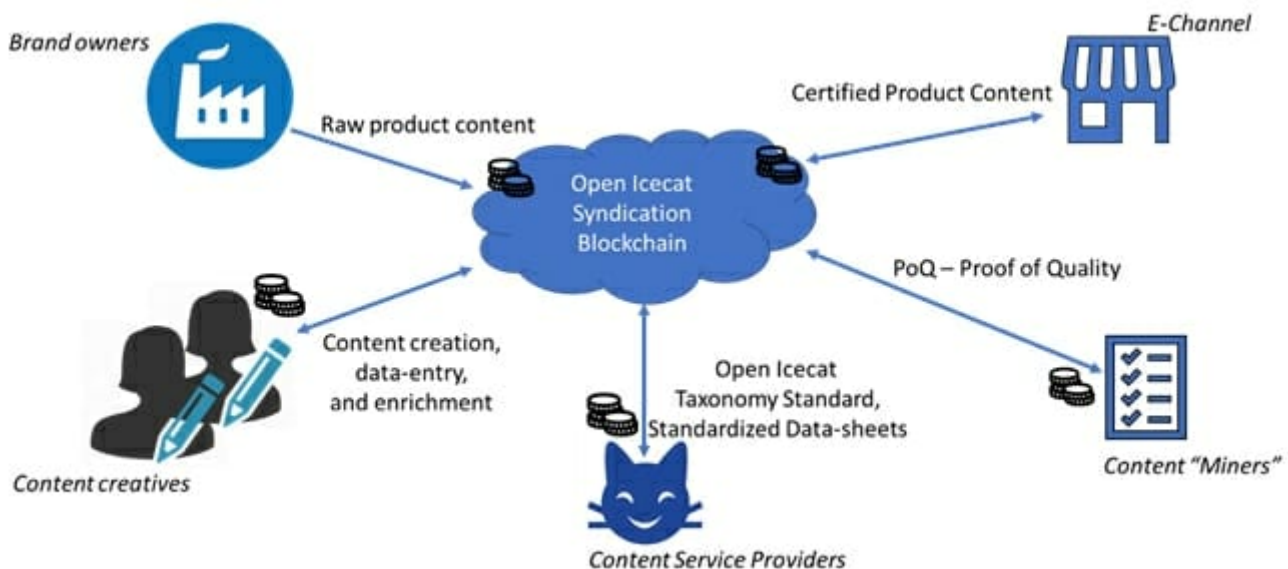 Brand owners
E-Channel
Certified Product Content
Raw product content
Open Icecat
Syndication
Blockchain
PoQ – Proof of Quality
Content creation,
data-entry,
and enrichment
Open Icecat
Taxonomy Standard,
Standardized Data-sheets
Content creatives
Content "Miners"
Content Service Providers